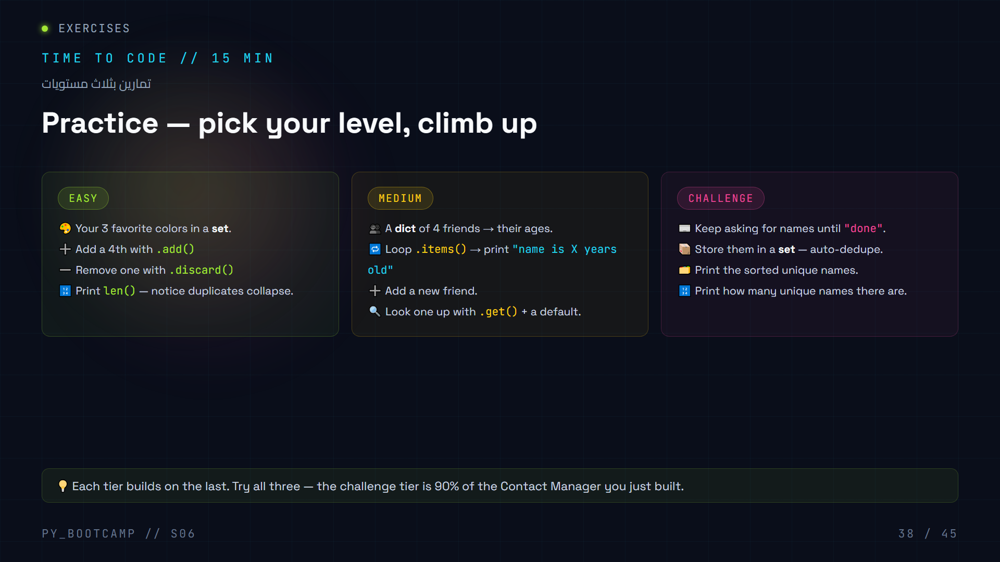 EXERCISES
TIME TO CODE // 15 MIN
تمارين بثلاث مستويات
Practice — pick your level, climb up
EASY
🎨 Your 3 favorite colors in a set.
➕ Add a 4th with .add()
➖ Remove one with .discard()
🔢 Print len() — notice duplicates collapse.
MEDIUM
👥 A dict of 4 friends → their ages.
🔁 Loop .items() → print "name is X years
old"
➕ Add a new friend.
🔍 Look one up with .get() + a default.
CHALLENGE
⌨️ Keep asking for names until "done".
📦 Store them in a set — auto-dedupe.
🗂️ Print the sorted unique names.
🔢 Print how many unique names there are.
💡 Each tier builds on the last. Try all three — the challenge tier is 90% of the Contact Manager you just built.
PY_BOOTCAMP // S06
38 / 45